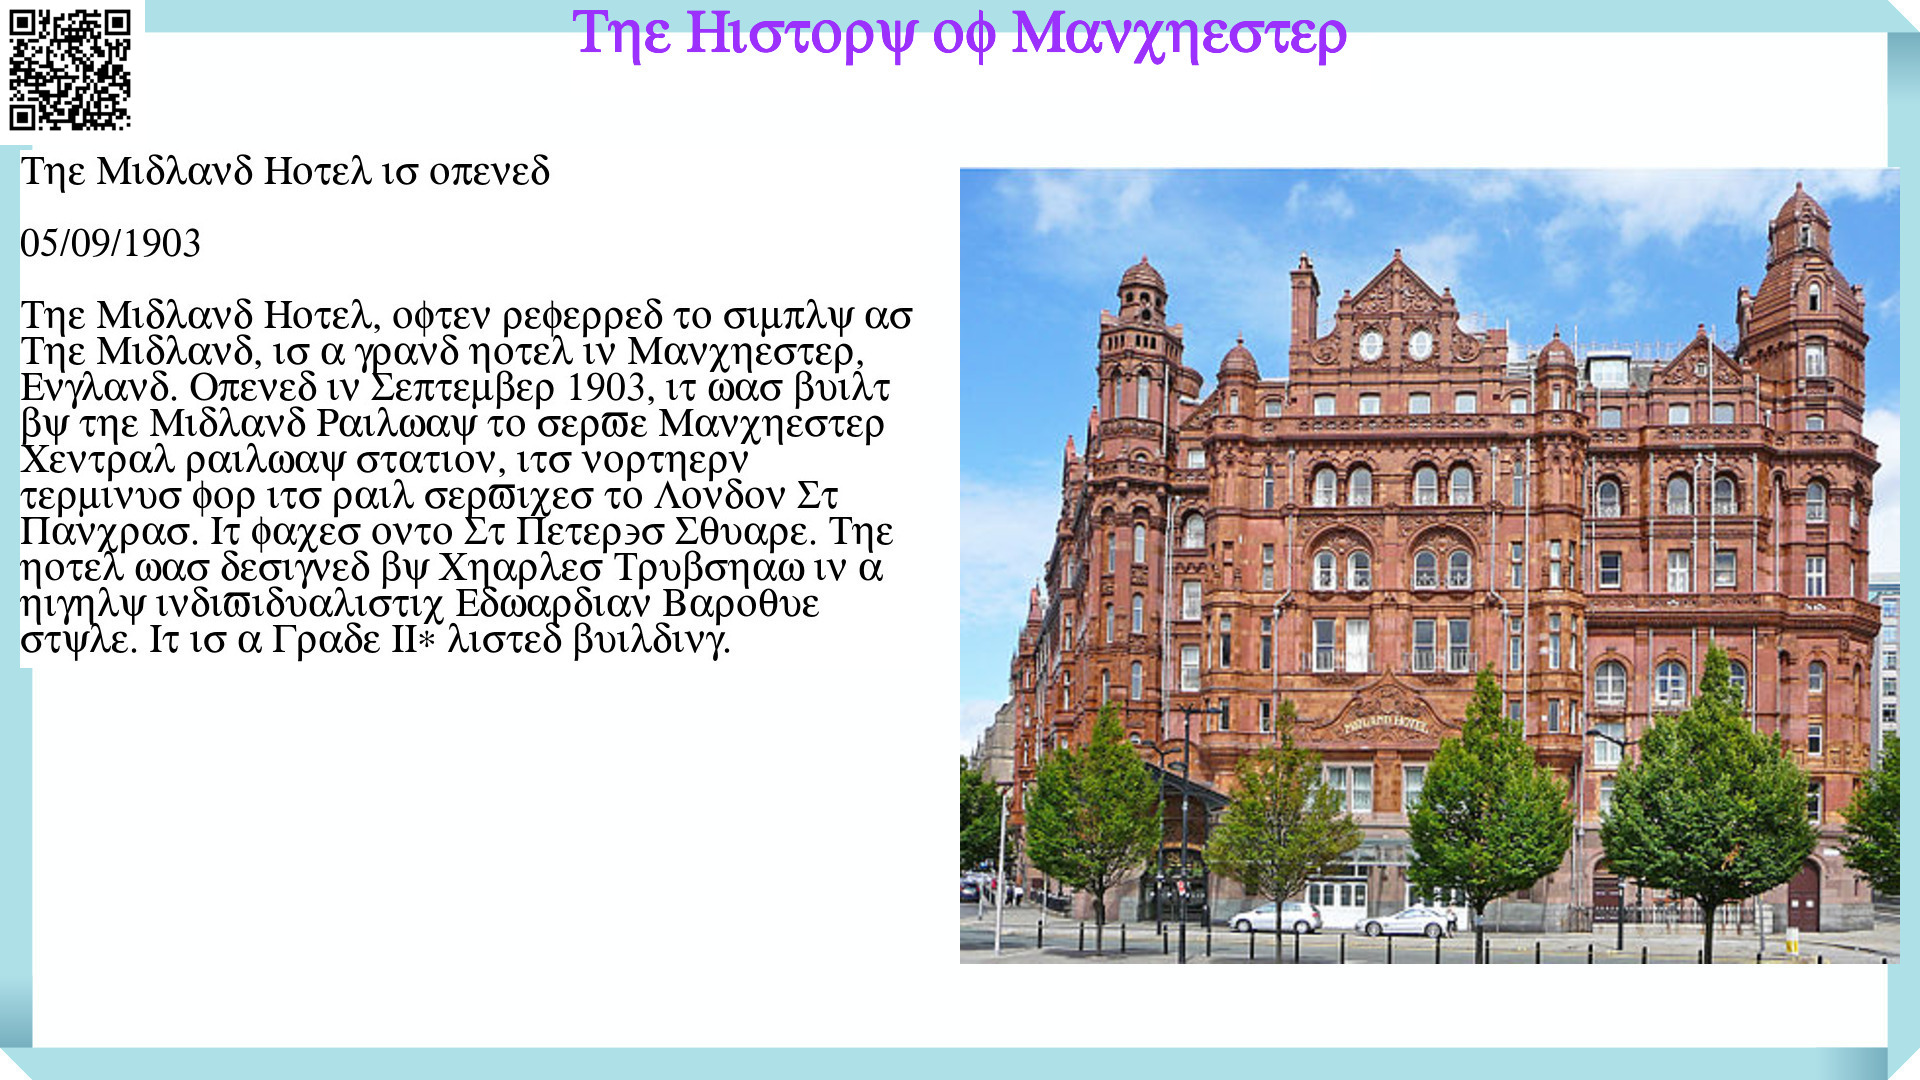 Τηε Ηιστορψ οφ Μανχηεστερ
Τηε Μιδλανδ Ηοτελ ισ οπενεδ
05/09/1903
Τηε Μιδλανδ Ηοτελ, οφτεν ρεφερρεδ το σιμπλψ ασ
Τηε Μιδλανδ, ισ α γρανδ ηοτελ ιν Μανχηεστερ,
Ενγλανδ. Οπενεδ ιν Σεπτεμβερ 1903, ιτ ωασ βυιλτ
βψ τηε Μιδλανδ Ραιλωαψ το σερϖε Μανχηεστερ
Χεντραλ ραιλωαψ στατιον, ιτσ νορτηερν
τερμινυσ φορ ιτσ ραιλ σερϖιχεσ το Λονδον Στ
Πανχρασ. Ιτ φαχεσ οντο Στ Πετερ϶σ Σθυαρε. Τηε
ηοτελ ωασ δεσιγνεδ βψ Χηαρλεσ Τρυβσηαω ιν α
ηιγηλψ ινδιϖιδυαλιστιχ Εδωαρδιαν Βαροθυε
στψλε. Ιτ ισ α Γραδε ΙΙ∗ λιστεδ βυιλδινγ.
MIDLAND HOTEL